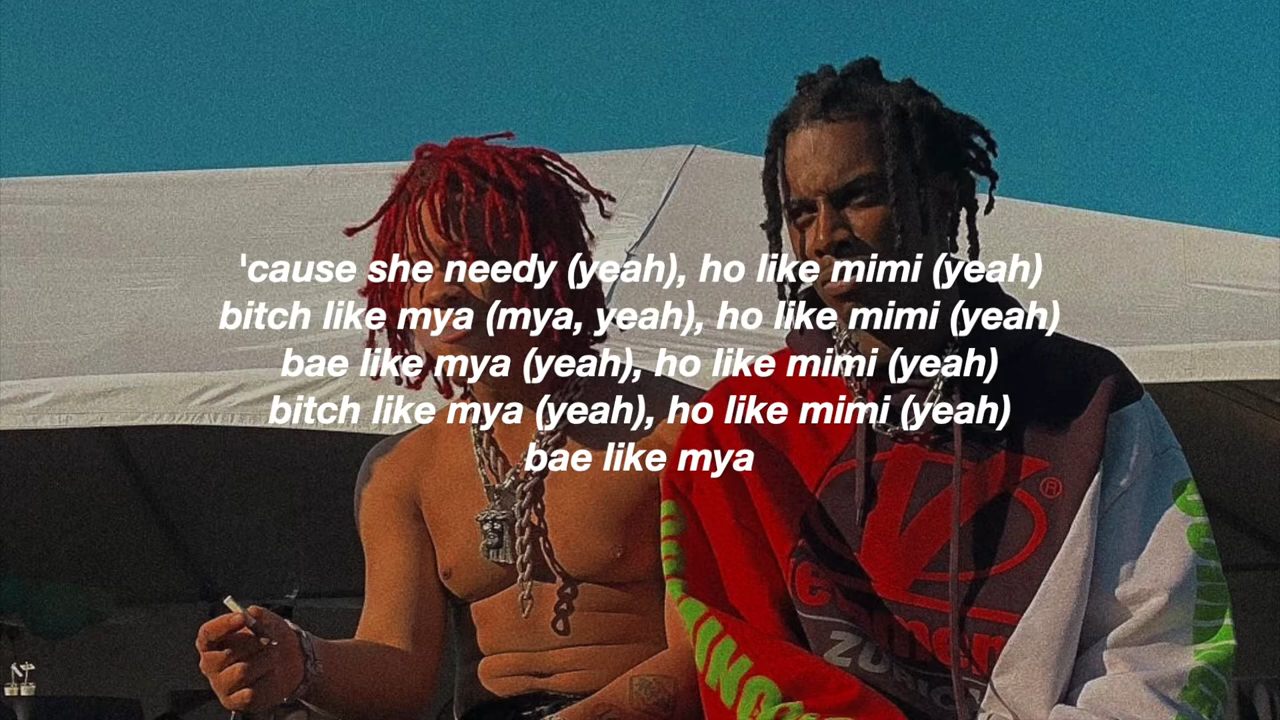 'cause she needy (yeah), ho like mimi (yeah)
bitch like mya (mya, yeah), ho like mimi (yeah)
bae like mya (yeah), ho like mimi (yeah)
bitch like mya (yeah), ho like mimi (yeah)
bae like mya